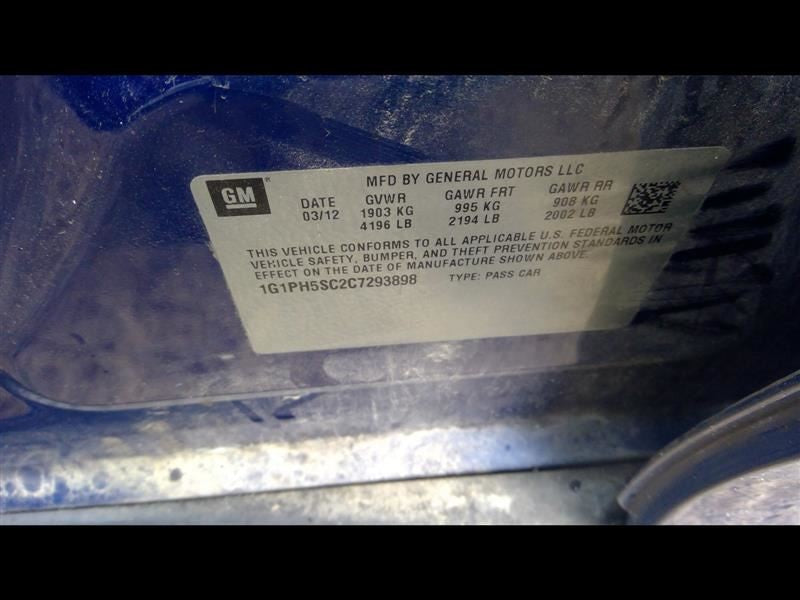 GM
MFD BY GENERAL MOTORS LLC
DATE GVWR GAWR FRT GAWR RR
03/12 1903 KG 995 KG 908 KG
4196 LB 2194 LB 2002 LB
THIS VEHICLE CONFORMS TO ALL APPLICABLE U.S. FEDERAL MOTOR
VEHICLE SAFETY, BUMPER, AND THEFT PREVENTION STANDARDS IN
EFFECT ON THE DATE OF MANUFACTURE SHOWN ABOVE.
1G1PH5SC2C7293898 TYPE: PASS CAR